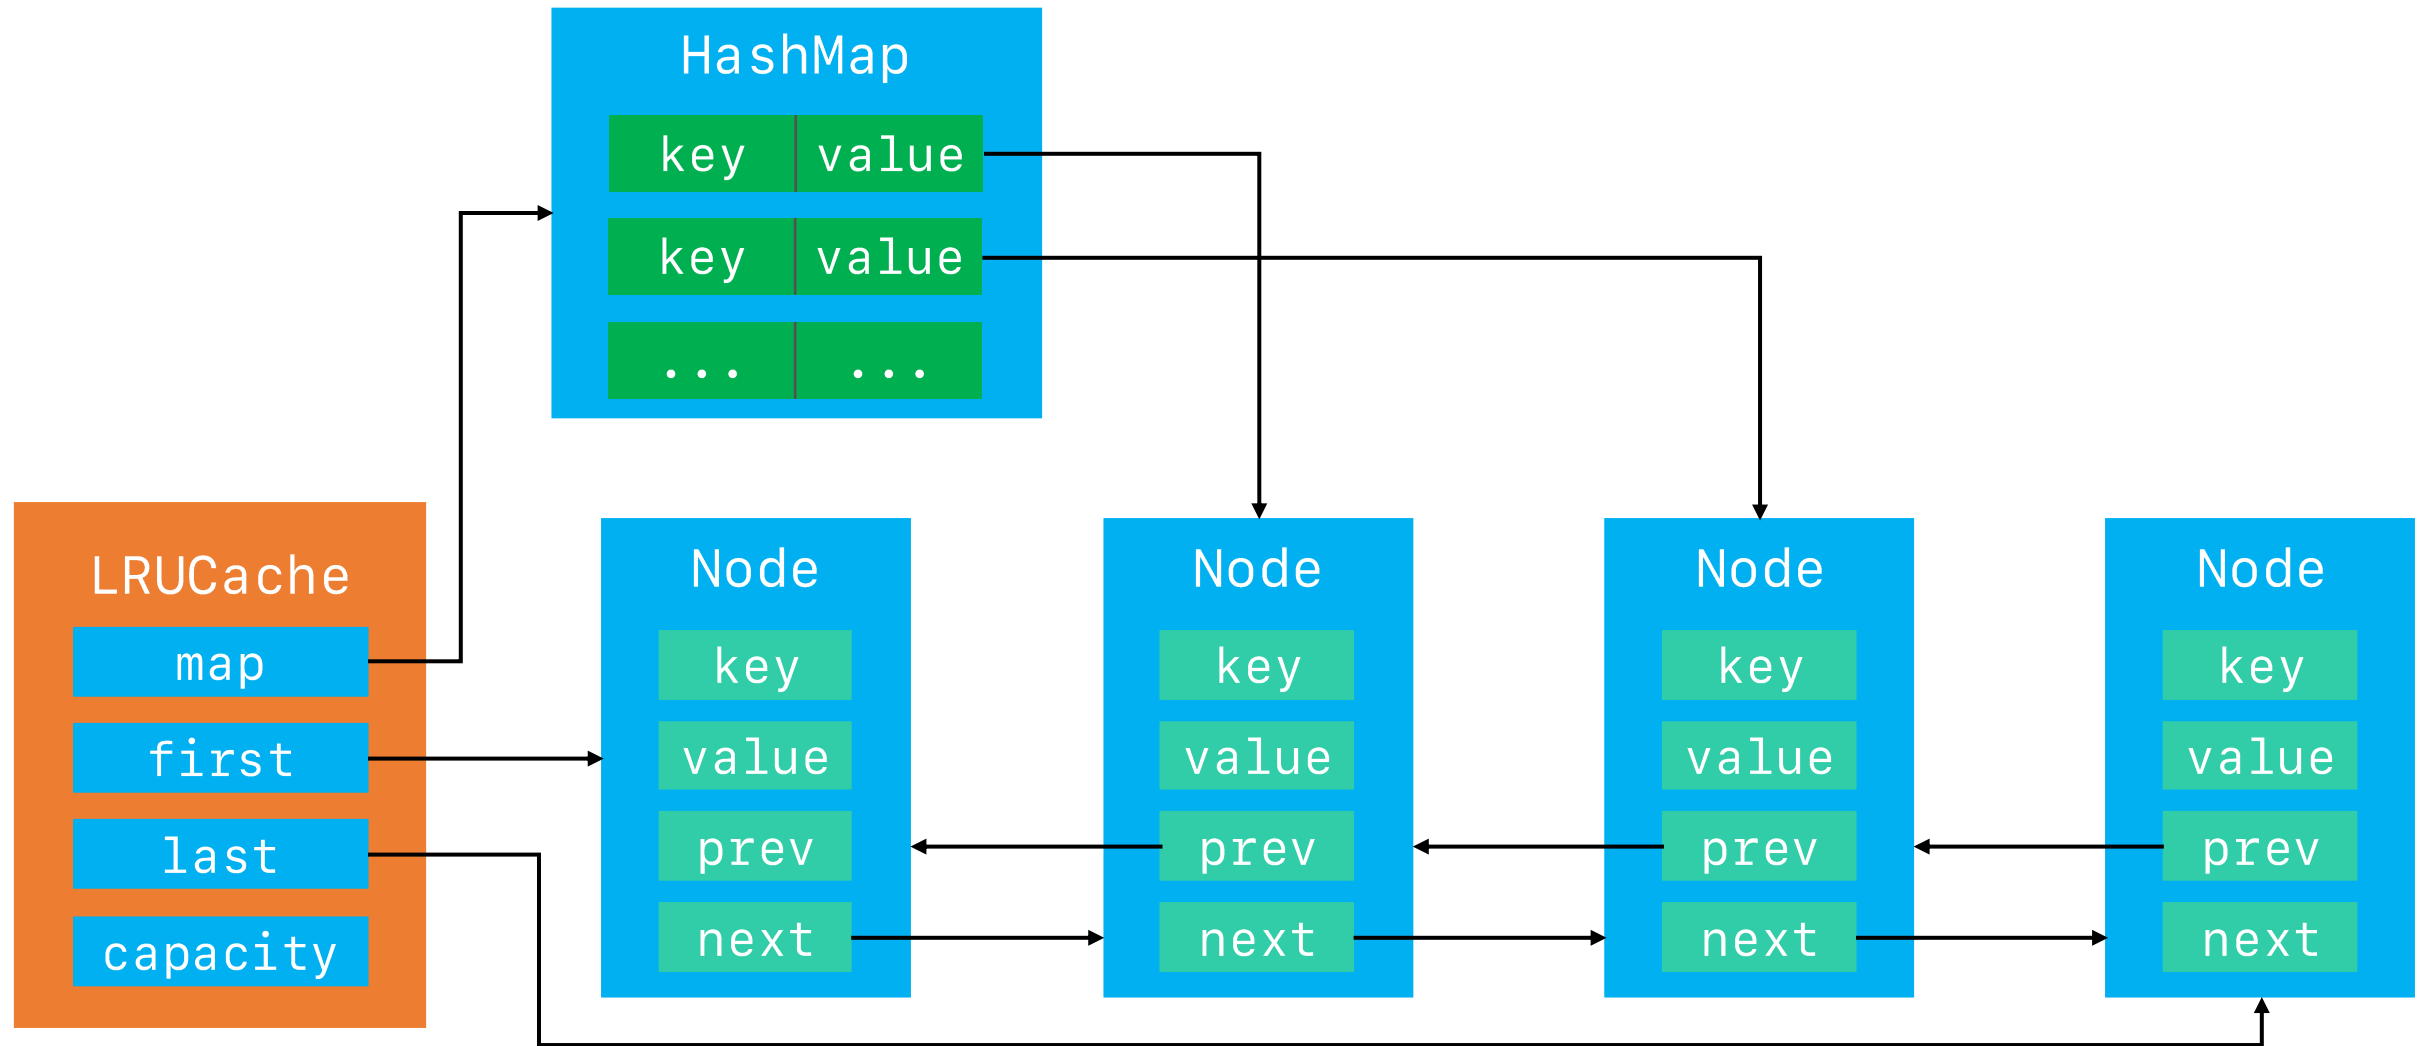 HashMap
key value
key value
... ...
LRUCache
map
first
last
capacity
Node
key
value
prev
next
Node
key
value
prev
next
Node
key
value
prev
next
Node
key
value
prev
next